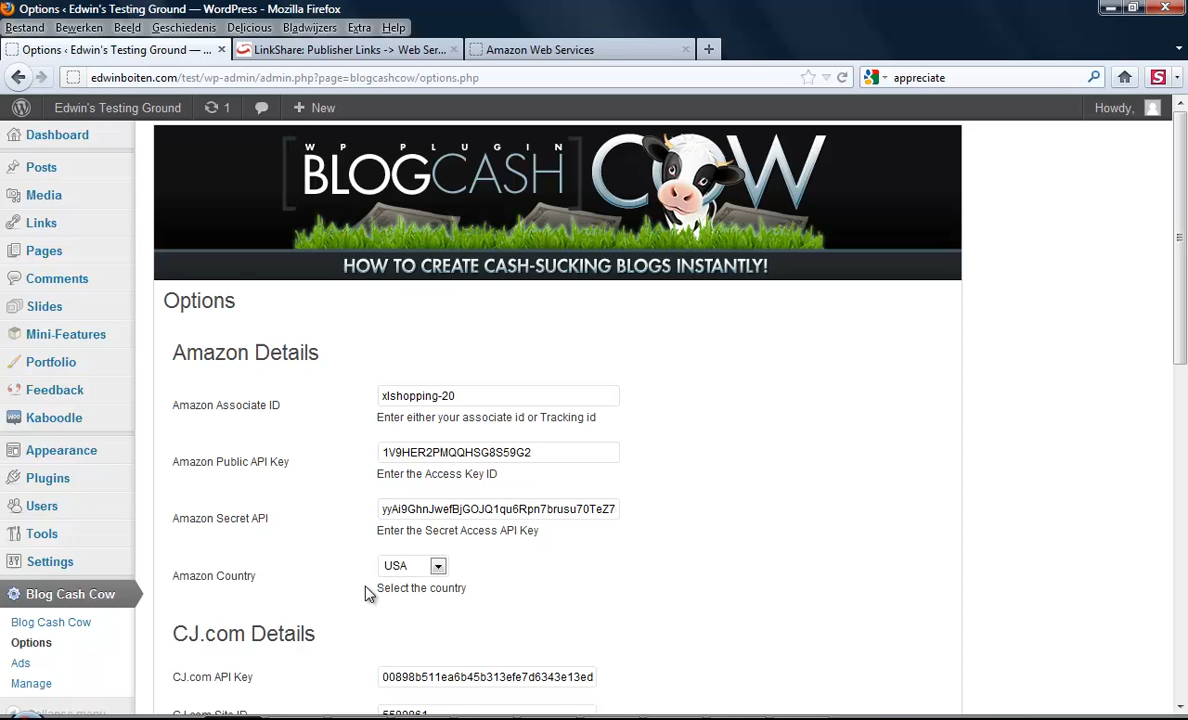 Options ‹ Edwin's Testing Ground — WordPress - Mozilla Firefox
Bestand Bewerken Beeld Geschiedenis Delicious Bladwijzers Extra Help
Options ‹ Edwin's Testing Ground — ...
LinkShare: Publisher Links -> Web Ser...
Amazon Web Services
edwinboiten.com/test/wp-admin/admin.php?page=blogcashcow/options.php
appreciate
Edwin's Testing Ground
1
New
Howdy,
WP PLUGIN
BLOGCASH COW
HOW TO CREATE CASH-SUCKING BLOGS INSTANTLY!
Dashboard
Posts
Media
Links
Pages
Comments
Slides
Mini-Features
Portfolio
Feedback
Kaboodle
Appearance
Plugins
Users
Tools
Settings
Blog Cash Cow
Blog Cash Cow
Options
Ads
Manage
Collapse menu
Options
Amazon Details
Amazon Associate ID
xlshopping-20
Enter either your associate id or Tracking id
Amazon Public API Key
1V9HER2PMQQHSG8S59G2
Enter the Access Key ID
Amazon Secret API
yyAi9GhnJwefBjGOJQ1qu6Rpn7brusu70TeZ7
Enter the Secret Access API Key
Amazon Country
USA
Select the country
CJ.com Details
CJ.com API Key
00898b511ea6b45b313efe7d6343e13ed
CJ.com Site ID